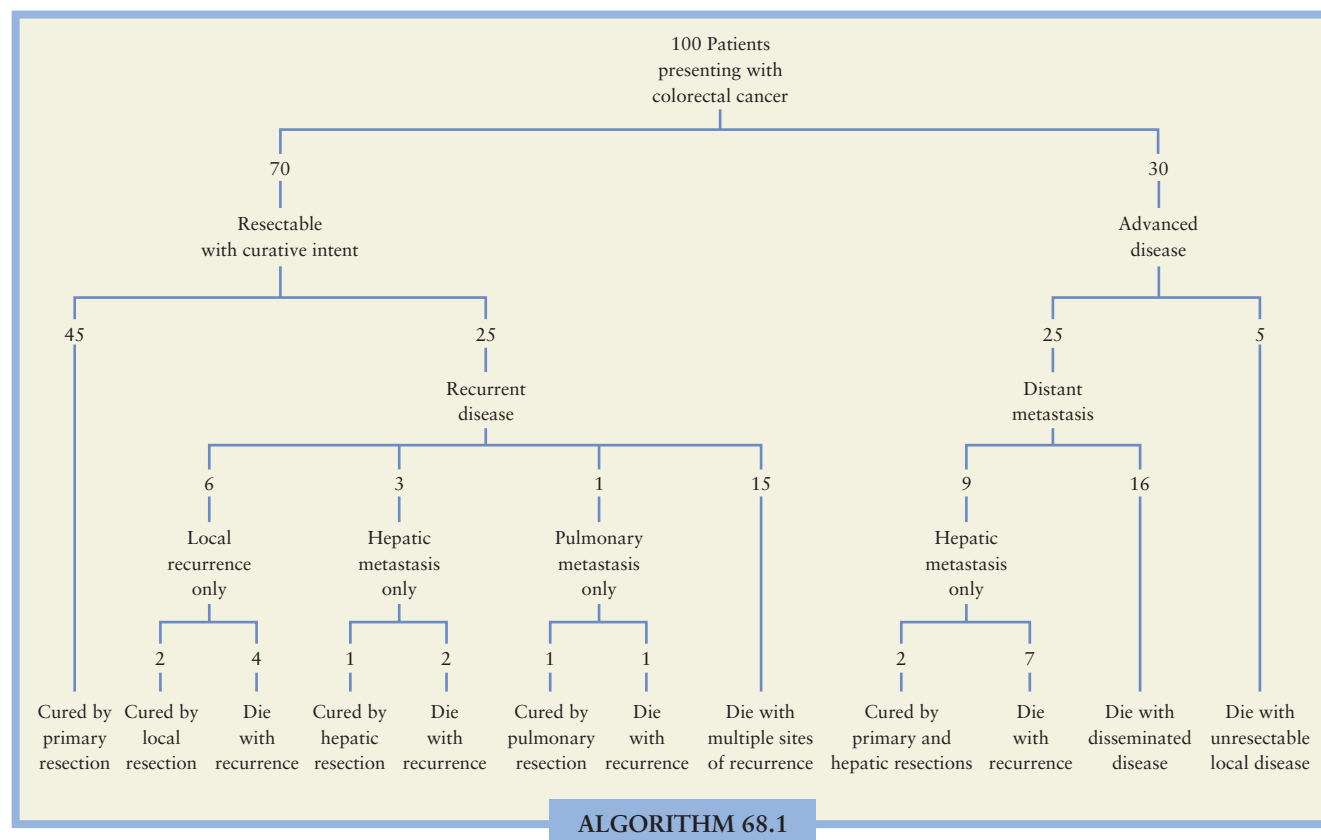 100 Patients
presenting with
colorectal cancer
70
30
Resectable
with curative intent
Advanced
disease
45
25
25
5
Recurrent
disease
Distant
metastasis
6
3
1
15
9
16
Local
recurrence
only
Hepatic
metastasis
only
Pulmonary
metastasis
only
Hepatic
metastasis
only
2
4
1
2
1
1
2
7
Cured by
primary
resection
Cured by
local
resection
Die
with
recurrence
Cured by
hepatic
resection
Die
with
recurrence
Cured by
pulmonary
resection
Die
with
recurrence
Die with
multiple sites
of recurrence
Cured by
primary and
hepatic resections
Die
with
recurrence
Die with
disseminated
disease
Die with
unresectable
local disease
ALGORITHM 68.1